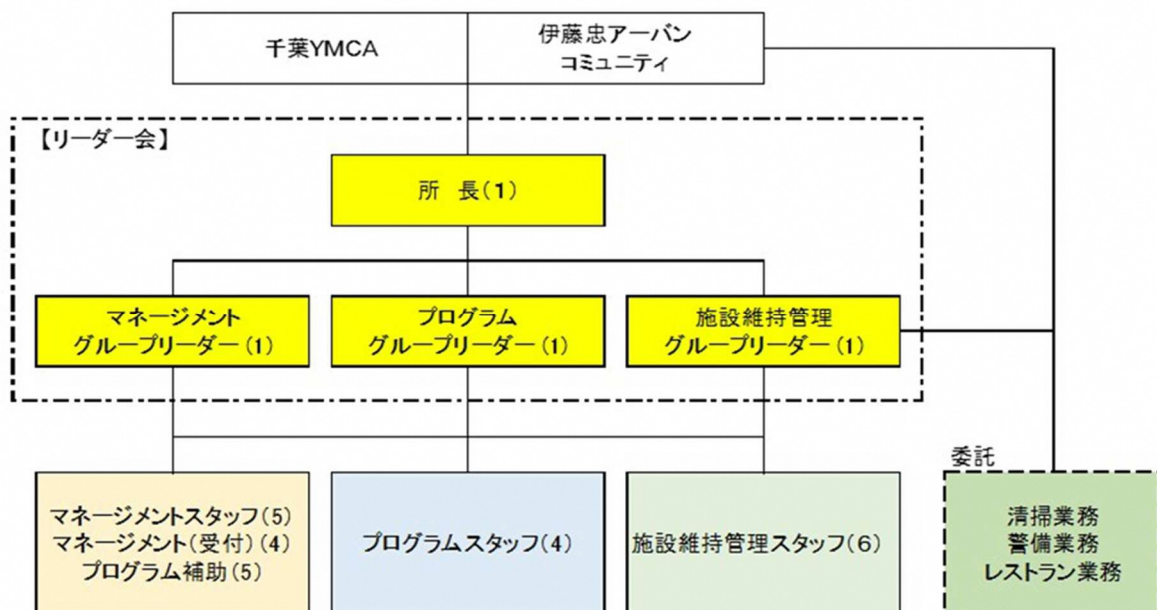 千葉YMCA
伊藤忠アーバン
コミュニティ
【リーダー会】
所　長(1)
マネージメント
グループリーダー(1)
プログラム
グループリーダー(1)
施設維持管理
グループリーダー(1)
委託
マネージメントスタッフ(5)
マネージメント(受付)(4)
プログラム補助(5)
プログラムスタッフ(4)
施設維持管理スタッフ(6)
清掃業務
警備業務
レストラン業務